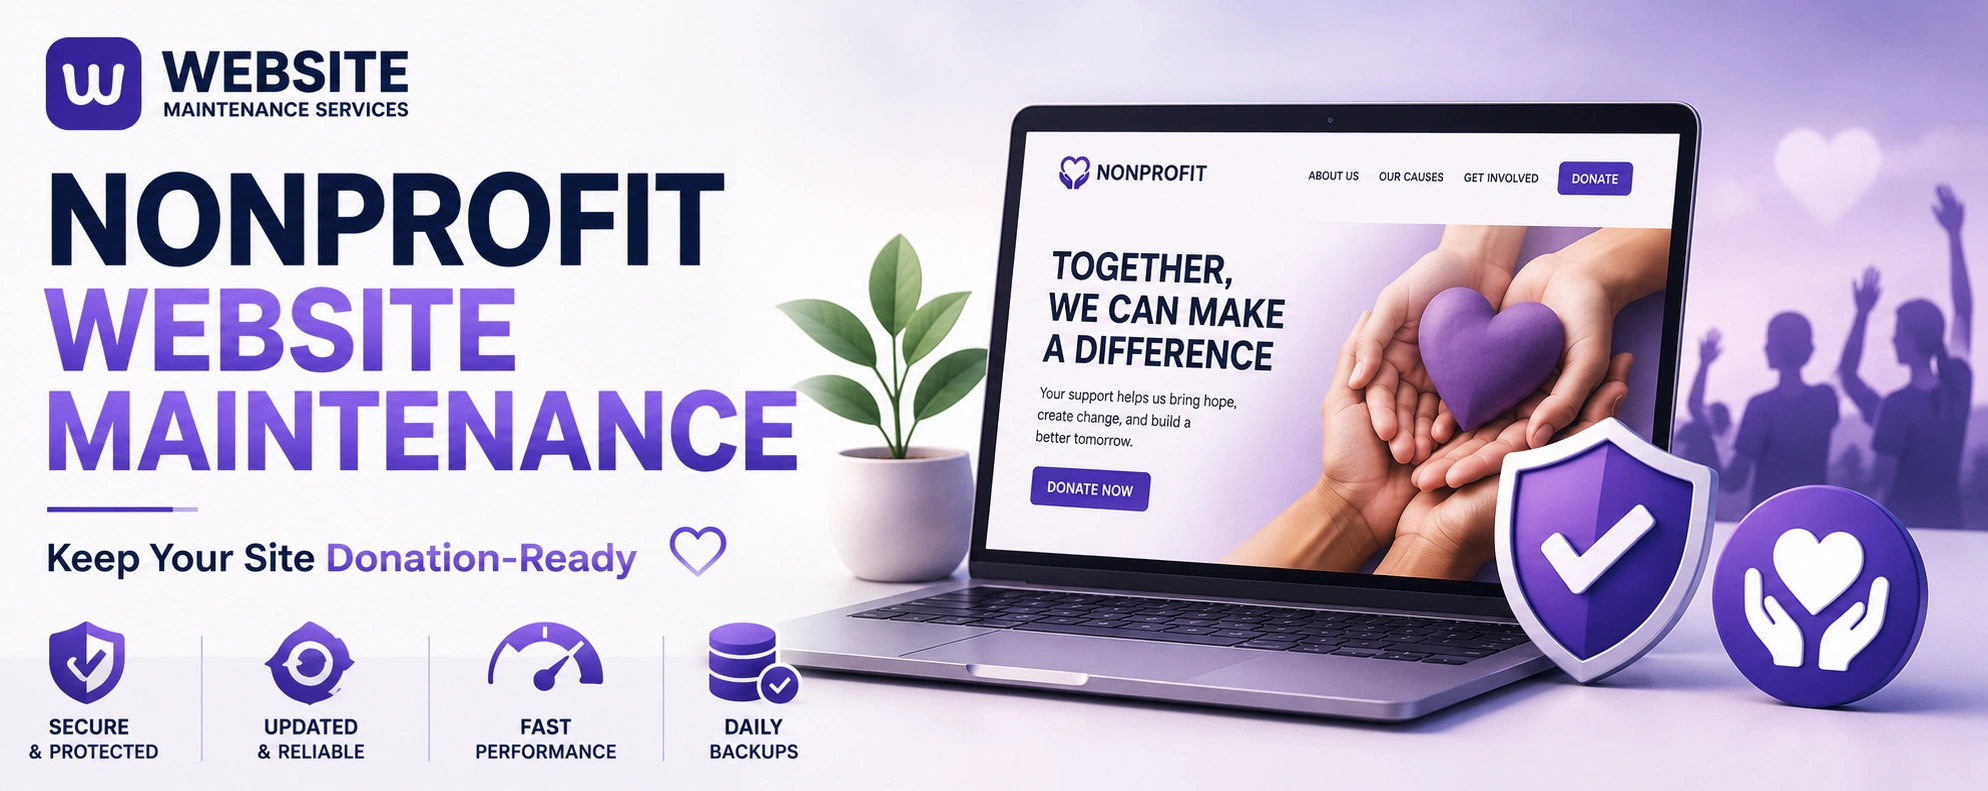 WEBSITE
MAINTENANCE SERVICES
NONPROFIT
WEBSITE
MAINTENANCE
Keep Your Site Donation-Ready
SECURE
& PROTECTED
UPDATED
& RELIABLE
FAST
PERFORMANCE
DAILY
BACKUPS
NONPROFIT
ABOUT US
OUR CAUSES
GET INVOLVED
DONATE
TOGETHER,
WE CAN MAKE
A DIFFERENCE
Your support helps us bring hope,
create change, and build a
better tomorrow.
DONATE NOW